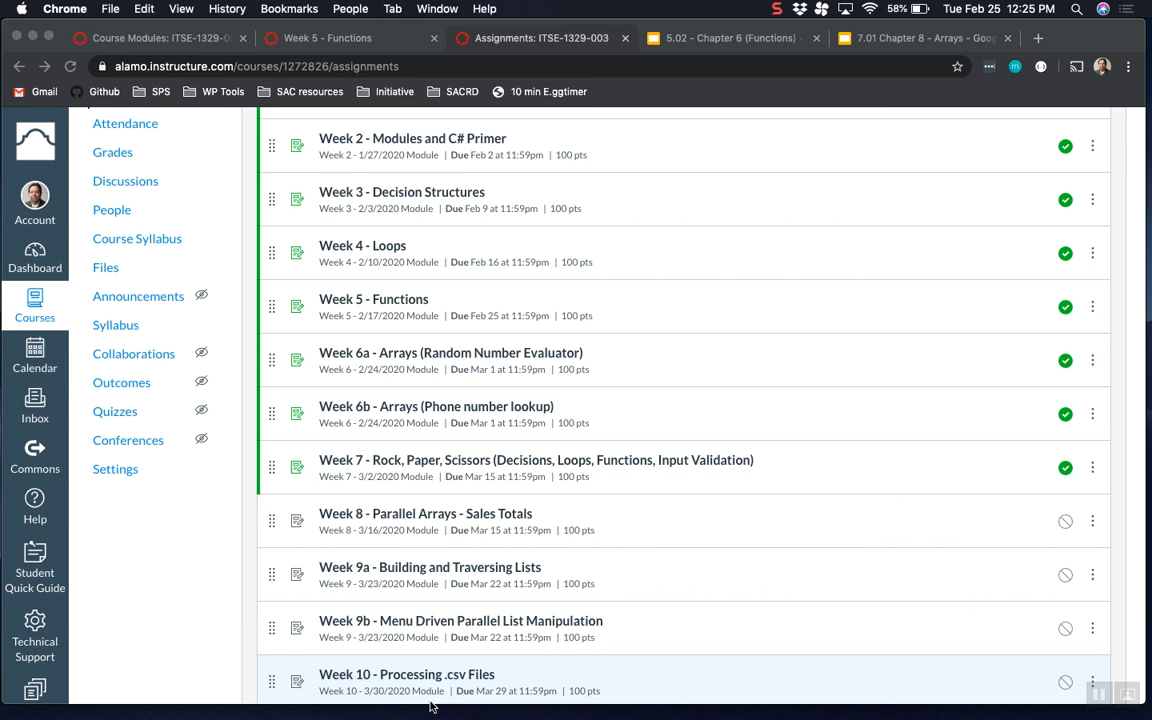 Chrome File Edit View History Bookmarks People Tab Window Help 58% Tue Feb 25 12:25 PM
Course Modules: ITSE-1329-00 Week 5 - Functions Assignments: ITSE-1329-003 5.02 - Chapter 6 (Functions) - 7.01 Chapter 8 - Arrays - Goog
alamo.instructure.com/courses/1272826/assignments
Gmail Github SPS WP Tools SAC resources Initiative SACRD 10 min E.ggtimer
Account
Dashboard
Courses
Calendar
Inbox
Commons
Help
Student
Quick Guide
Technical
Support
Attendance
Grades
Discussions
People
Course Syllabus
Files
Announcements
Syllabus
Collaborations
Outcomes
Quizzes
Conferences
Settings
Week 2 - Modules and C# Primer
Week 2 - 1/27/2020 Module | Due Feb 2 at 11:59pm | 100 pts
Week 3 - Decision Structures
Week 3 - 2/3/2020 Module | Due Feb 9 at 11:59pm | 100 pts
Week 4 - Loops
Week 4 - 2/10/2020 Module | Due Feb 16 at 11:59pm | 100 pts
Week 5 - Functions
Week 5 - 2/17/2020 Module | Due Feb 25 at 11:59pm | 100 pts
Week 6a - Arrays (Random Number Evaluator)
Week 6 - 2/24/2020 Module | Due Mar 1 at 11:59pm | 100 pts
Week 6b - Arrays (Phone number lookup)
Week 6 - 2/24/2020 Module | Due Mar 1 at 11:59pm | 100 pts
Week 7 - Rock, Paper, Scissors (Decisions, Loops, Functions, Input Validation)
Week 7 - 3/2/2020 Module | Due Mar 15 at 11:59pm | 100 pts
Week 8 - Parallel Arrays - Sales Totals
Week 8 - 3/16/2020 Module | Due Mar 15 at 11:59pm | 100 pts
Week 9a - Building and Traversing Lists
Week 9 - 3/23/2020 Module | Due Mar 22 at 11:59pm | 100 pts
Week 9b - Menu Driven Parallel List Manipulation
Week 9 - 3/23/2020 Module | Due Mar 22 at 11:59pm | 100 pts
Week 10 - Processing .csv Files
Week 10 - 3/30/2020 Module | Due Mar 29 at 11:59pm | 100 pts